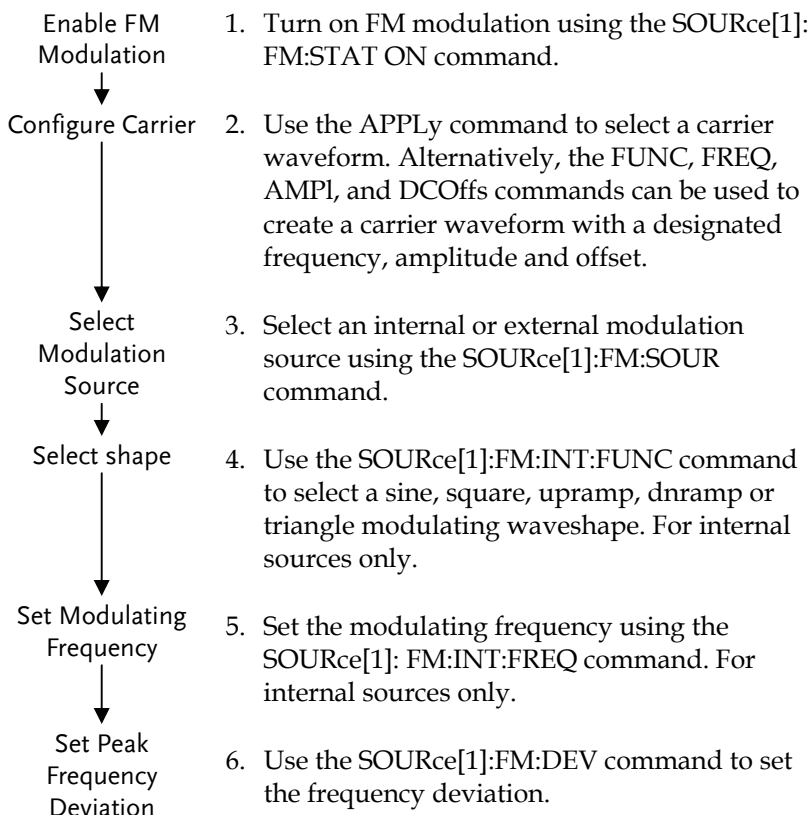 Enable FM
Modulation
1. Turn on FM modulation using the SOURce[1]:
FM:STAT ON command.
Configure Carrier
2. Use the APPLy command to select a carrier
waveform. Alternatively, the FUNC, FREQ,
AMPl, and DCOffs commands can be used to
create a carrier waveform with a designated
frequency, amplitude and offset.
Select
Modulation
Source
3. Select an internal or external modulation
source using the SOURce[1]:FM:SOUR
command.
Select shape
4. Use the SOURce[1]:FM:INT:FUNC command
to select a sine, square, upramp, dnramp or
triangle modulating waveshape. For internal
sources only.
Set Modulating
Frequency
5. Set the modulating frequency using the
SOURce[1]: FM:INT:FREQ command. For
internal sources only.
Set Peak
Frequency
Deviation
6. Use the SOURce[1]:FM:DEV command to set
the frequency deviation.